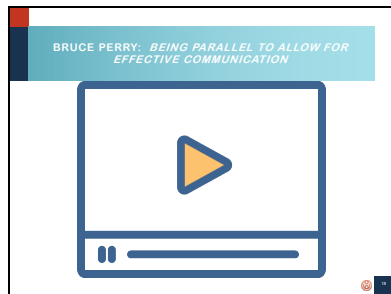 BRUCE PERRY: BEING PARALLEL TO ALLOW FOR
EFFECTIVE COMMUNICATION